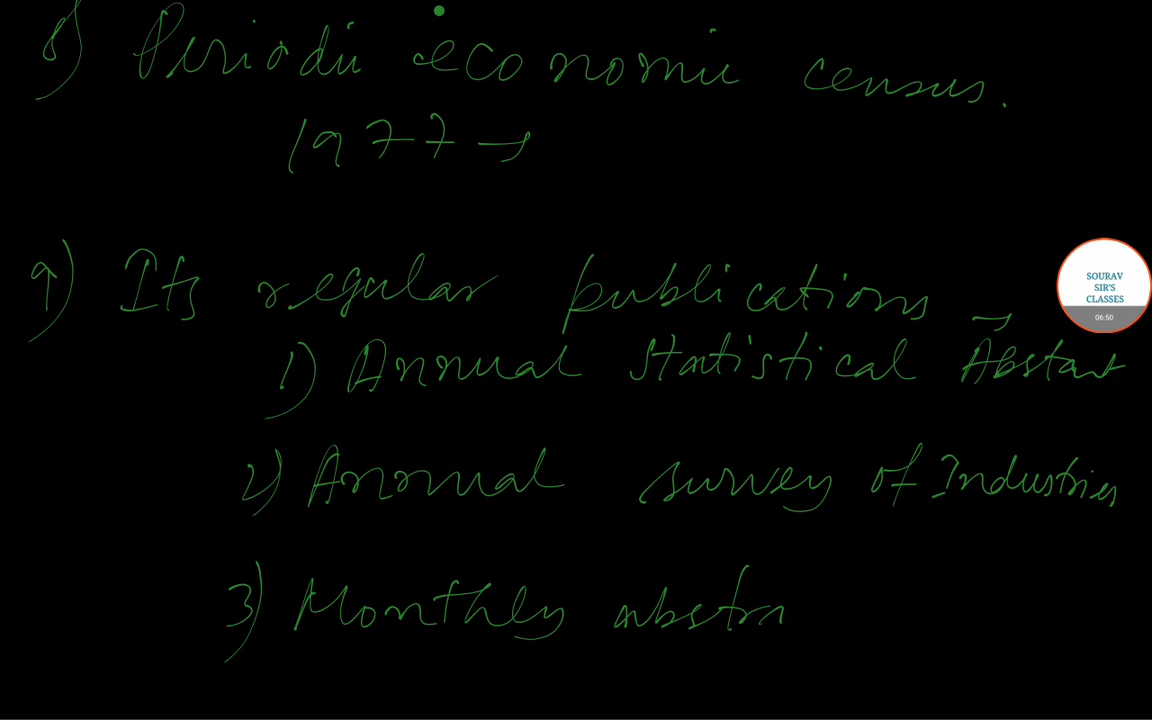 8) Periodic economic census.
1977 →
9) Its regular publications →
SOURAV
SIR'S
CLASSES
06:50
1) Annual Statistical Abstract
2) Annual survey of Industries
3) Monthly abstra